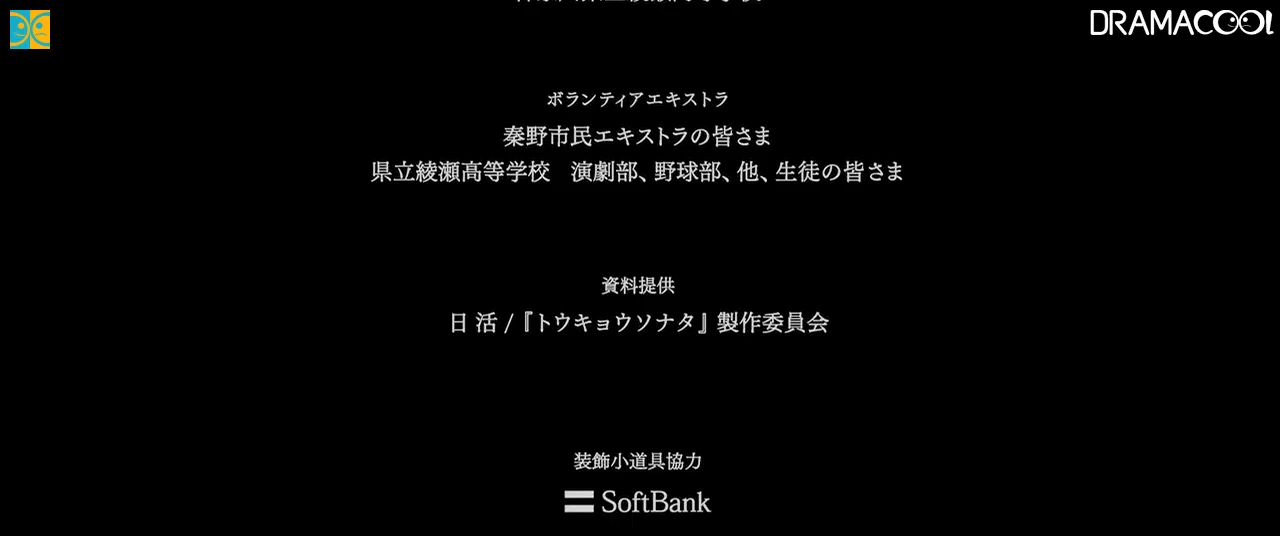 DRAMACOOL
ボランティアエキストラ
秦野市民エキストラの皆さま
県立綾瀬高等学校　演劇部、野球部、他、生徒の皆さま
資料提供
日 活 /『トウキョウソナタ』製作委員会
装飾小道具協力
SoftBank